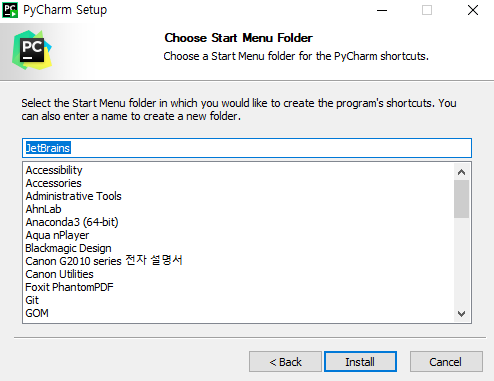 PC PyCharm Setup
PC
Choose Start Menu Folder
Choose a Start Menu folder for the PyCharm shortcuts.
Select the Start Menu folder in which you would like to create the program's shortcuts. You
can also enter a name to create a new folder.
JetBrains
Accessibility
Accessories
Administrative Tools
AhnLab
Anaconda3 (64-bit)
Aqua nPlayer
Blackmagic Design
Canon G2010 series 전자 설명서
Canon Utilities
Foxit PhantomPDF
Git
GOM
< Back Install Cancel